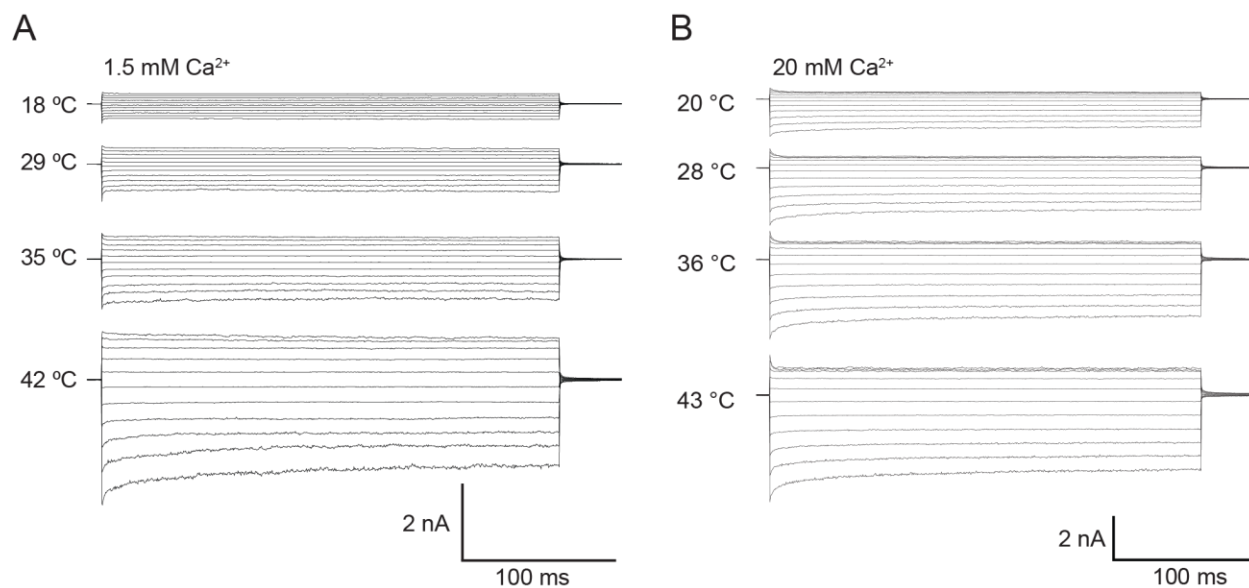 A
1.5 mM Ca²⁺
18 ºC
29 ºC
35 ºC
42 ºC
2 nA
100 ms
B
20 mM Ca²⁺
20 °C
28 °C
36 °C
43 °C
2 nA
100 ms